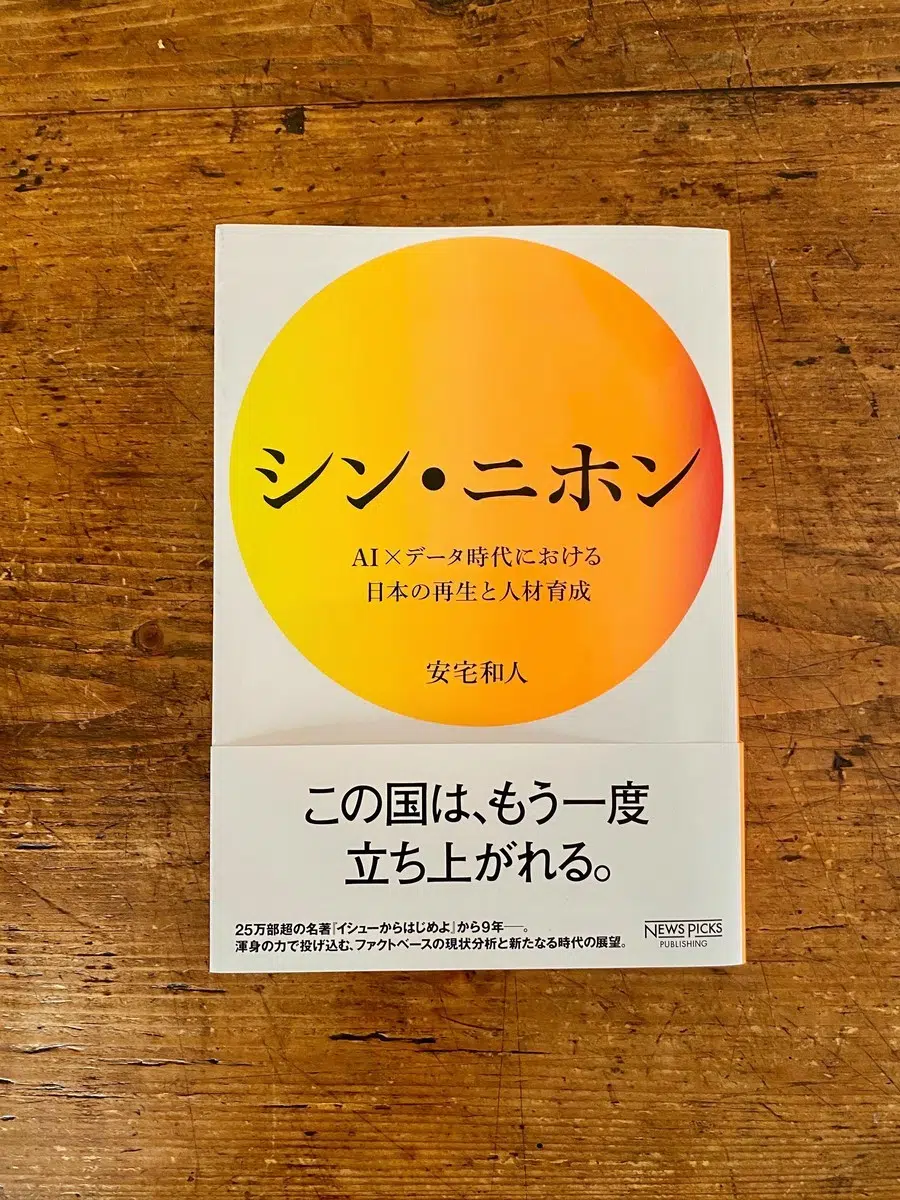 シン・ニホン
AI×データ時代における
日本の再生と人材育成
安宅和人
この国は、もう一度
立ち上がれる。
25万部超の名著『イシューからはじめよ』から9年──。
渾身の力で投げ込む、ファクトベースの現状分析と新たなる時代の展望。
NEWS PICKS
PUBLISHING